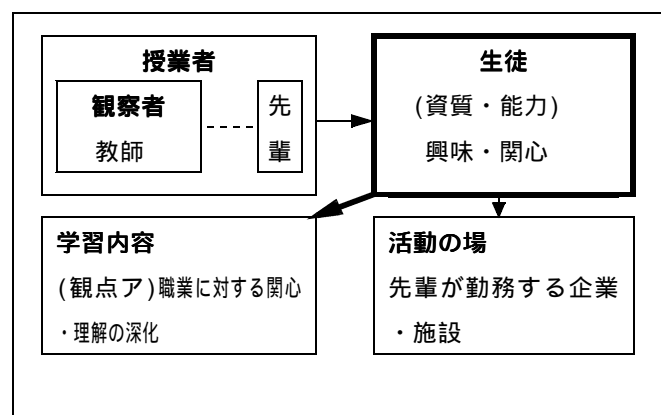 授業者
観察者
教師
先
輩
生徒
(資質・能力)
興味・関心
学習内容
(観点ア)職業に対する関心
・理解の深化
活動の場
先輩が勤務する企業
・施設